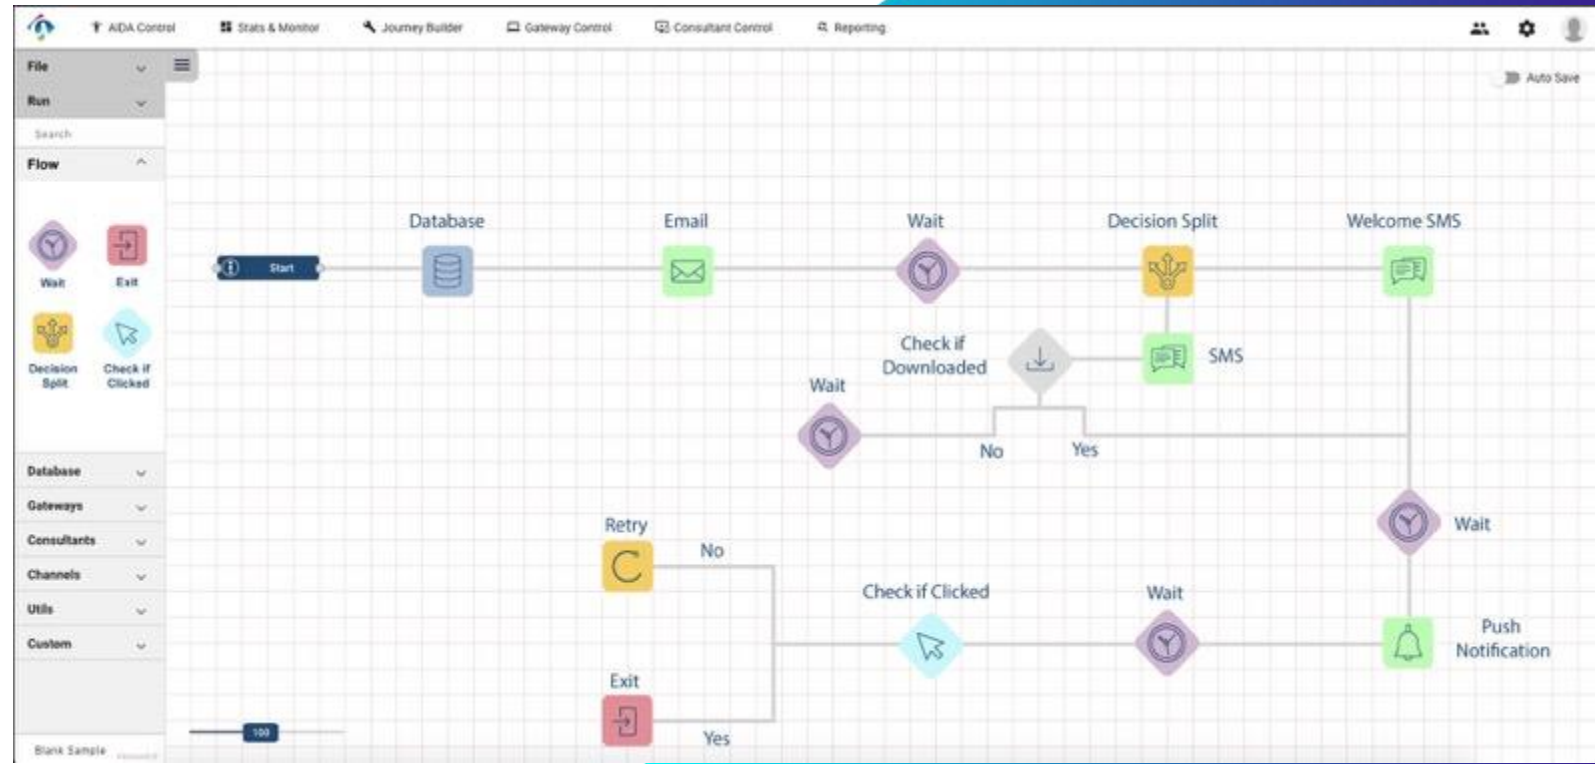 AIDA Control
Stats & Monitor
Journey Builder
Gateway Control
Consultant Control
Reporting
File
Run
Search
Flow
Wait
Exit
Decision
Split
Check if
Clicked
Database
Gateways
Consultants
Channels
Utils
Custom
Blank Sample
Auto Save
Start
Database
Email
Wait
Decision Split
Welcome SMS
Check if
Downloaded
SMS
Wait
No
Yes
Wait
Retry
No
Check if Clicked
Wait
Push
Notification
Exit
Yes
100